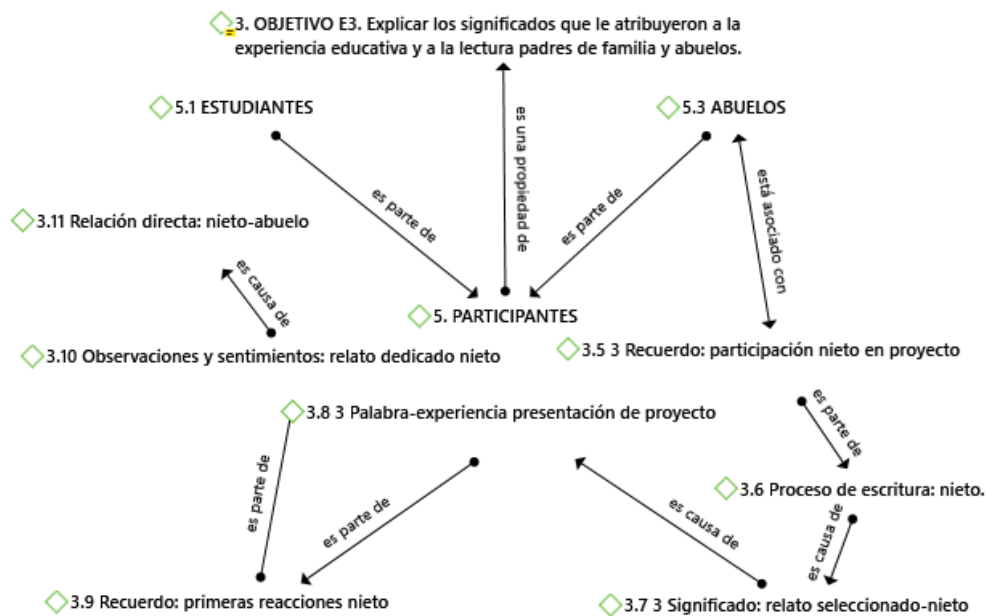 3. OBJETIVO E3. Explicar los significados que le atribuyeron a la
experiencia educativa y a la lectura padres de familia y abuelos.
5.1 ESTUDIANTES
5.3 ABUELOS
es una propiedad de
es parte de
es parte de
está asociado con
3.11 Relación directa: nieto-abuelo
es causa de
5. PARTICIPANTES
3.10 Observaciones y sentimientos: relato dedicado nieto
3.5 3 Recuerdo: participación nieto en proyecto
3.8 3 Palabra-experiencia presentación de proyecto
es parte de
es parte de
es parte de
es causa de
3.6 Proceso de escritura: nieto.
es causa de
3.9 Recuerdo: primeras reacciones nieto
3.7 3 Significado: relato seleccionado-nieto